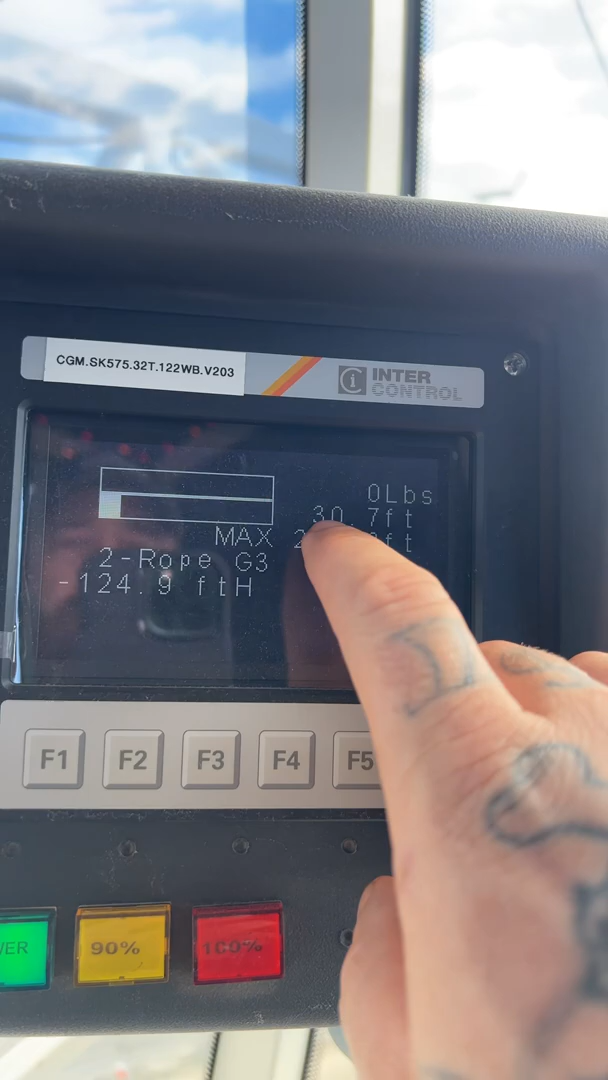 CGM.SK575.32T.122WB.V203
INTER
CONTROL
0Lbs
30.7ft
MAX
ft
2-Rope G3
-124.9 ftH
F1 F2 F3 F4 F5
90% 100%